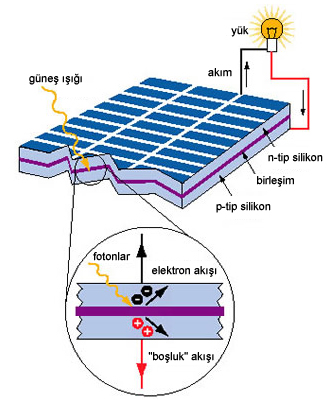 yük
güneş ışığı
akım
n-tip silikon
birleşim
p-tip silikon
fotonlar
elektron akışı
"boşluk" akışı